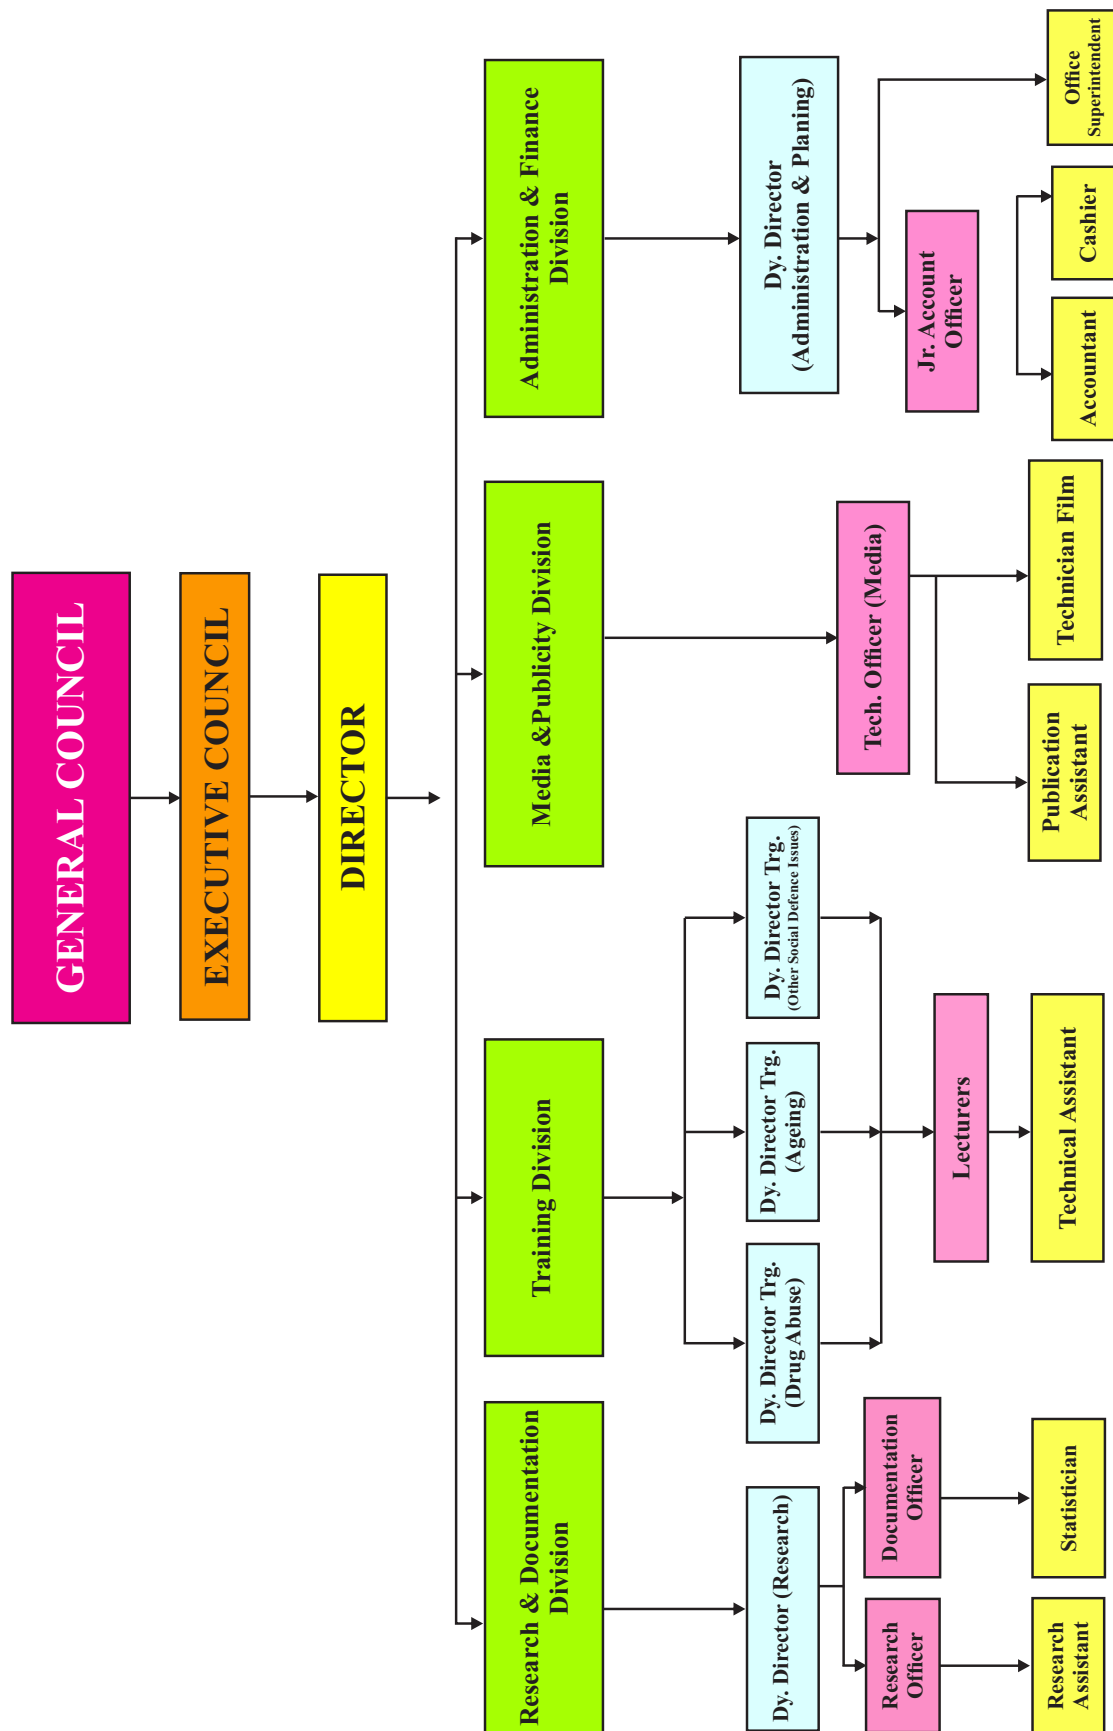 GENERAL COUNCIL
EXECUTIVE COUNCIL
DIRECTOR
Research & Documentation
Division
Training Division
Media &Publicity Division
Administration & Finance
Division
Dy. Director (Research)
Dy. Director Trg.
(Drug Abuse)
Dy. Director Trg.
(Ageing)
Dy. Director Trg.
(Other Social Defence Issues)
Dy. Director
(Administration & Planing)
Research
Officer
Documentation
Officer
Lecturers
Tech. Officer (Media)
Jr. Account
Officer
Research
Assistant
Statistician
Technical Assistant
Publication
Assistant
Technician Film
Accountant
Cashier
Office
Superintendent